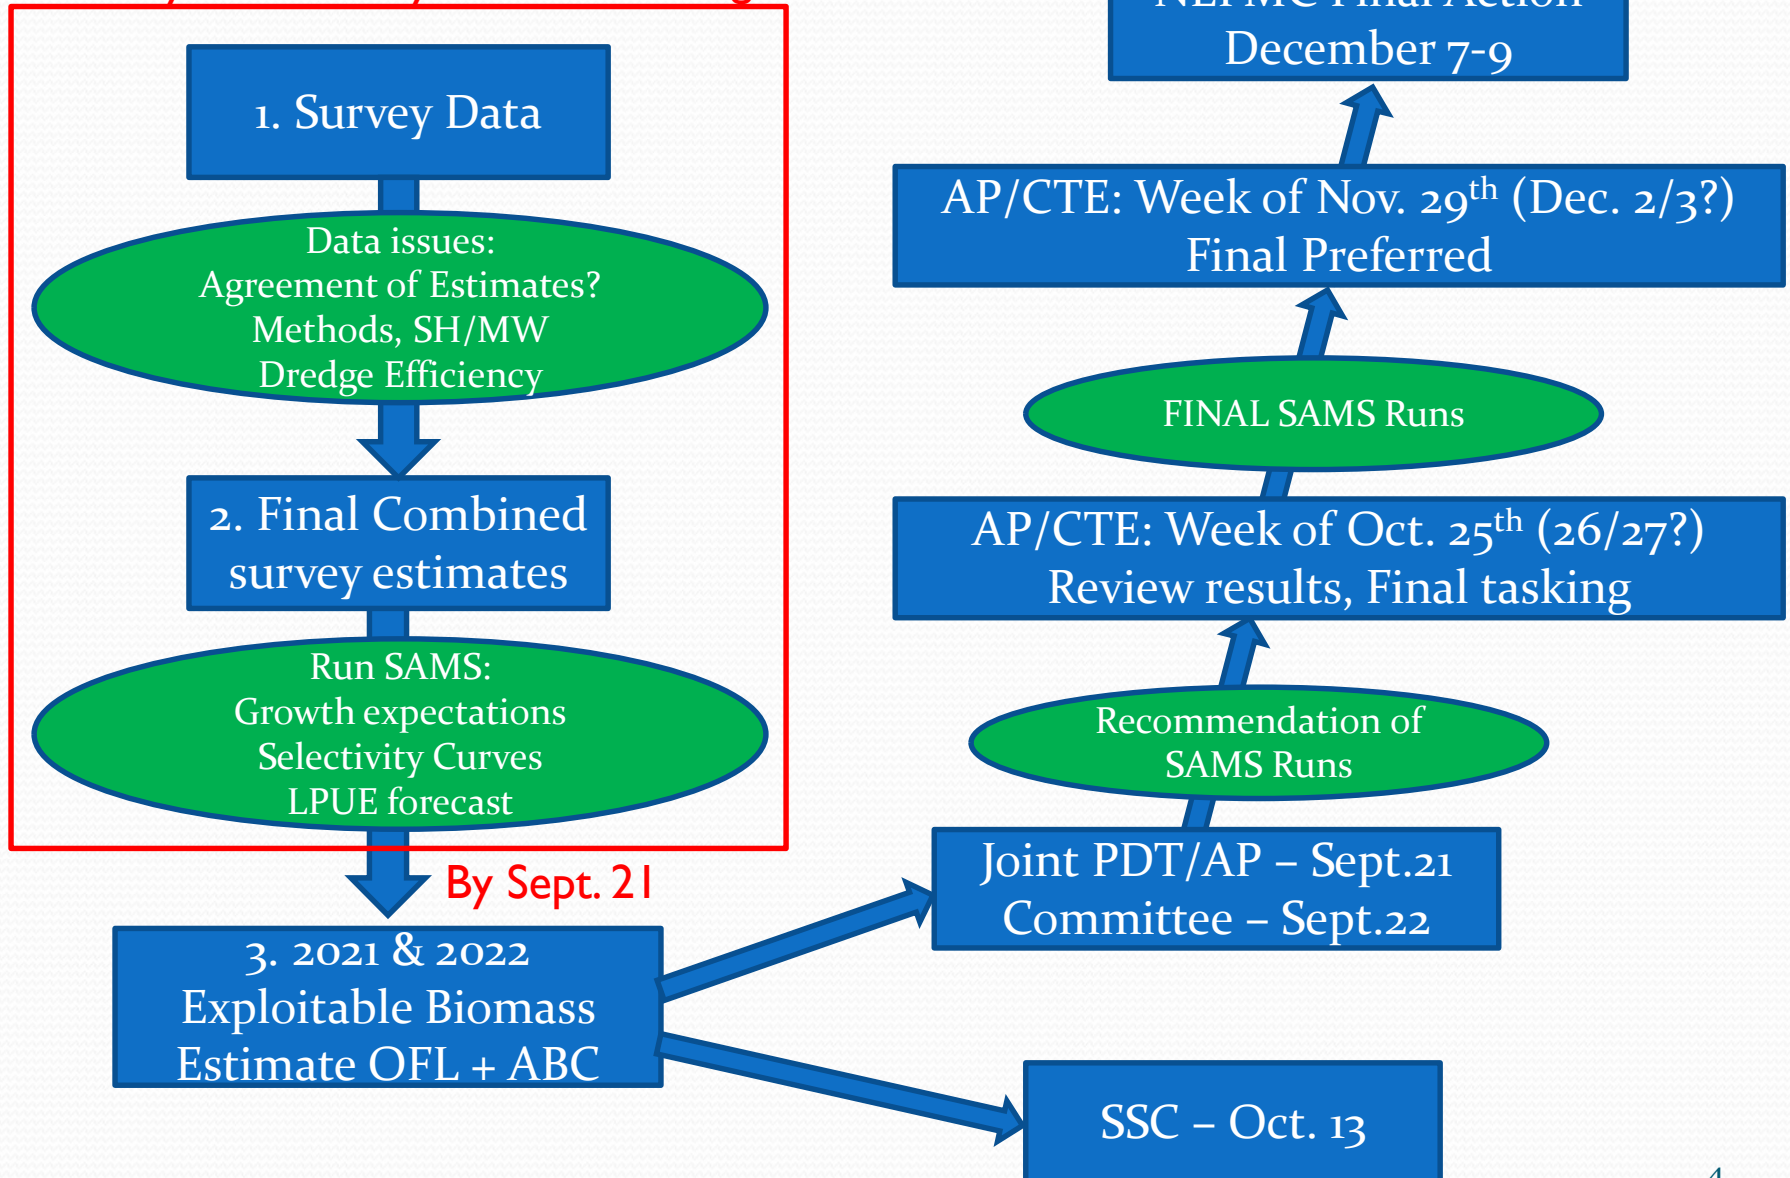 1. Survey Data
Data issues:
Agreement of Estimates?
Methods, SH/MW
Dredge Efficiency
2. Final Combined
survey estimates
Run SAMS:
Growth expectations
Selectivity Curves
LPUE forecast
By Sept. 21
3. 2021 & 2022
Exploitable Biomass
Estimate OFL + ABC
NEFMC Final Action
December 7-9
AP/CTE: Week of Nov. 29th (Dec. 2/3?)
Final Preferred
FINAL SAMS Runs
AP/CTE: Week of Oct. 25th (26/27?)
Review results, Final tasking
Recommendation of
SAMS Runs
Joint PDT/AP – Sept.21
Committee – Sept.22
SSC – Oct. 13